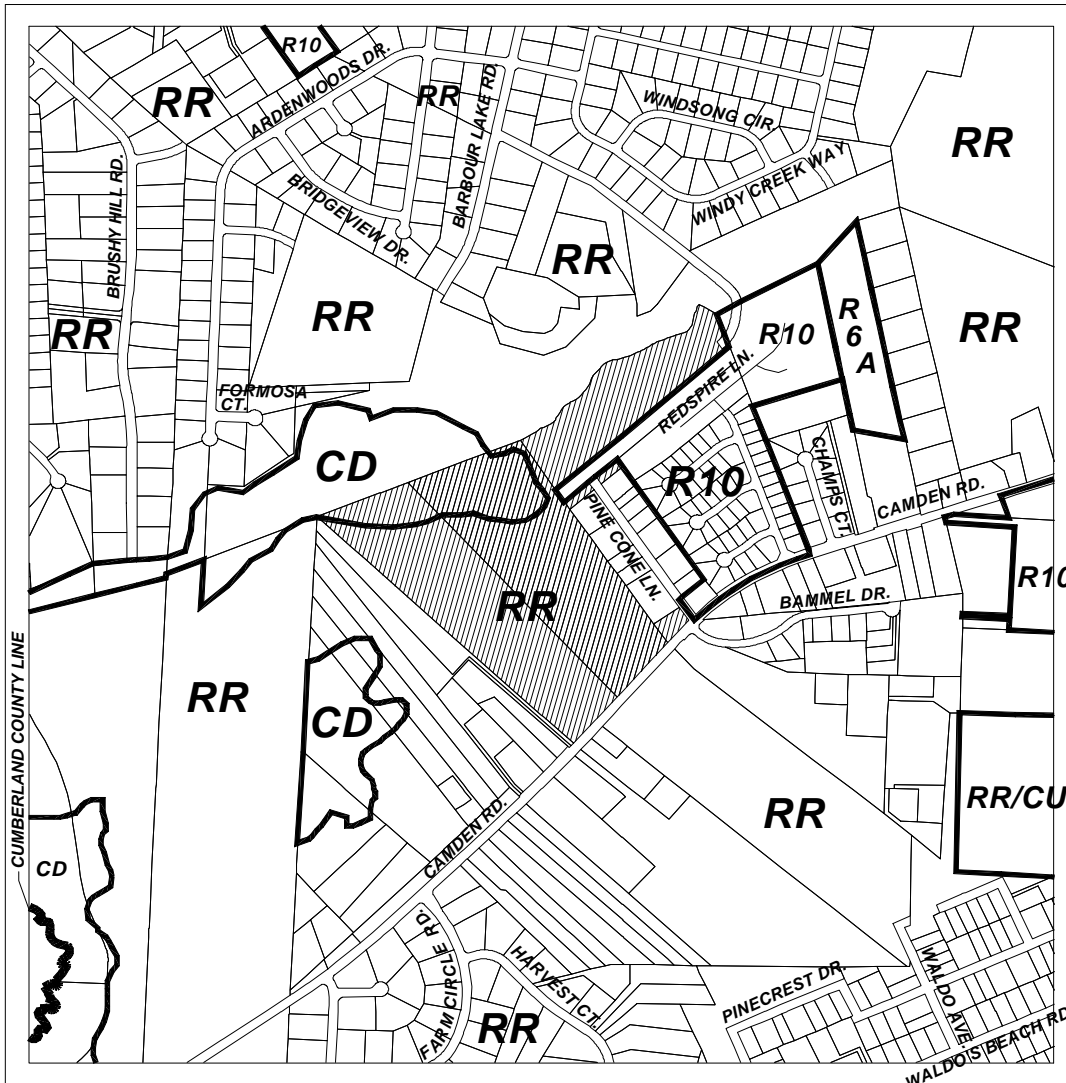 R10
ARDENWOODS DR.
RR
RR
BARBOUR LAKE RD.
WINDSONG CIR.
RR
BRUSHY HILL RD.
BRIDGEVIEW DR.
WINDY CREEK WAY
RR
RR
RR
RR
R10
R
6
A
RR
REDSPIRE LN.
FORMOSA
CT.
CD
R10
CHAMPS CT.
CAMDEN RD.
PINE CONE LN.
R10
BAMMEL DR.
RR
CUMBERLAND COUNTY LINE
RR
CD
RR/CU
RR
CAMDEN RD.
CD
FARM CIRCLE RD.
HARVEST CT.
RR
PINECREST DR.
WALDO AVE.
WALDO'S BEACH RD